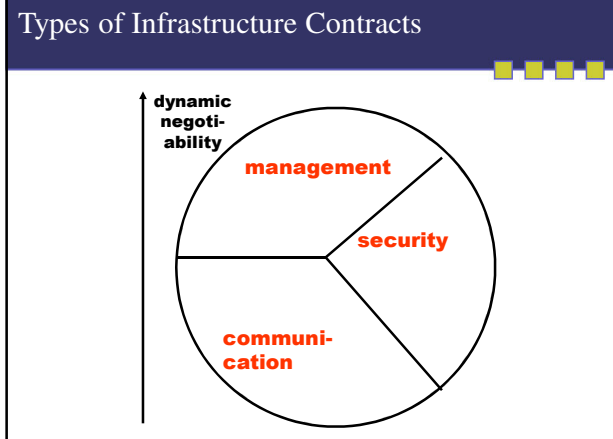 Types of Infrastructure Contracts
dynamic
negoti-
ability
management
security
communi-
cation